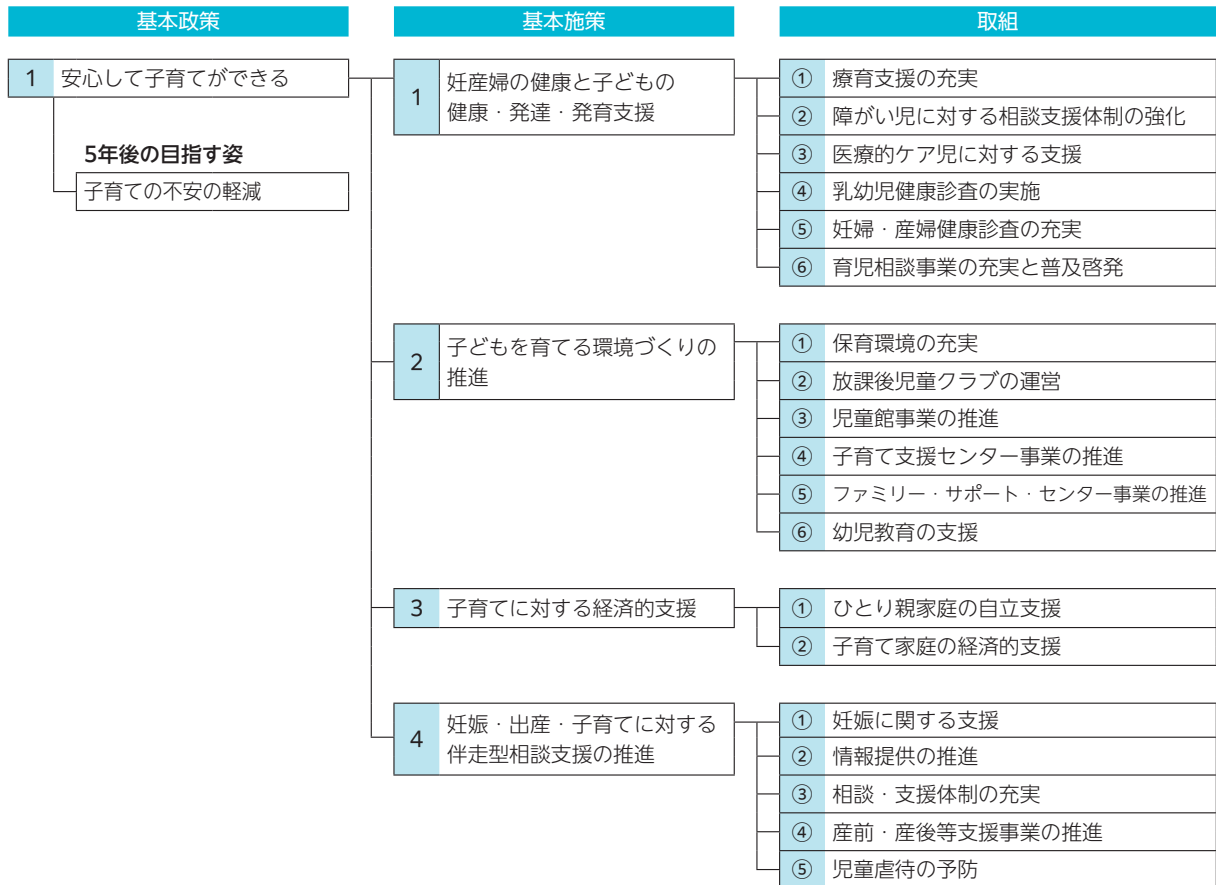 基本政策
基本施策
取組
1 安心して子育てができる
5年後の目指す姿
子育ての不安の軽減
1 妊産婦の健康と子どもの
健康・発達・発育支援
① 療育支援の充実
② 障がい児に対する相談支援体制の強化
③ 医療的ケア児に対する支援
④ 乳幼児健康診査の実施
⑤ 妊婦・産婦健康診査の充実
⑥ 育児相談事業の充実と普及啓発
2 子どもを育てる環境づくりの
推進
① 保育環境の充実
② 放課後児童クラブの運営
③ 児童館事業の推進
④ 子育て支援センター事業の推進
⑤ ファミリー・サポート・センター事業の推進
⑥ 幼児教育の支援
3 子育てに対する経済的支援
① ひとり親家庭の自立支援
② 子育て家庭の経済的支援
4 妊娠・出産・子育てに対する
伴走型相談支援の推進
① 妊娠に関する支援
② 情報提供の推進
③ 相談・支援体制の充実
④ 産前・産後等支援事業の推進
⑤ 児童虐待の予防